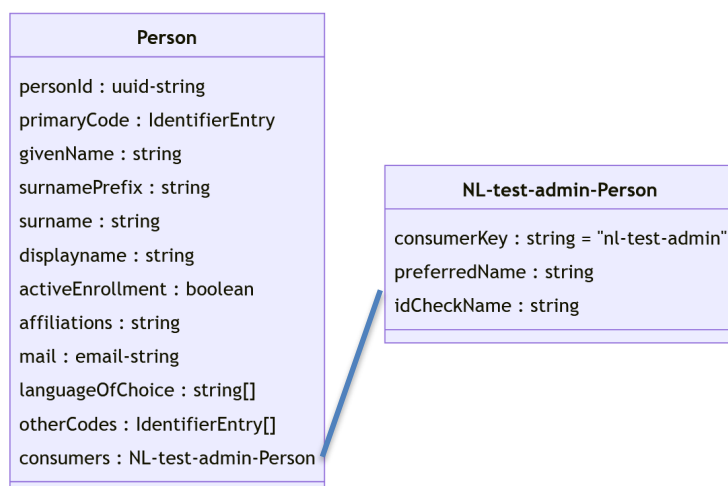 Person
personId : uuid-string
primaryCode : IdentifierEntry
givenName : string
surnamePrefix : string
surname : string
displayname : string
activeEnrollment : boolean
affiliations : string
mail : email-string
languageOfChoice : string[]
otherCodes : IdentifierEntry[]
consumers : NL-test-admin-Person
NL-test-admin-Person
consumerKey : string = "nl-test-admin"
preferredName : string
idCheckName : string